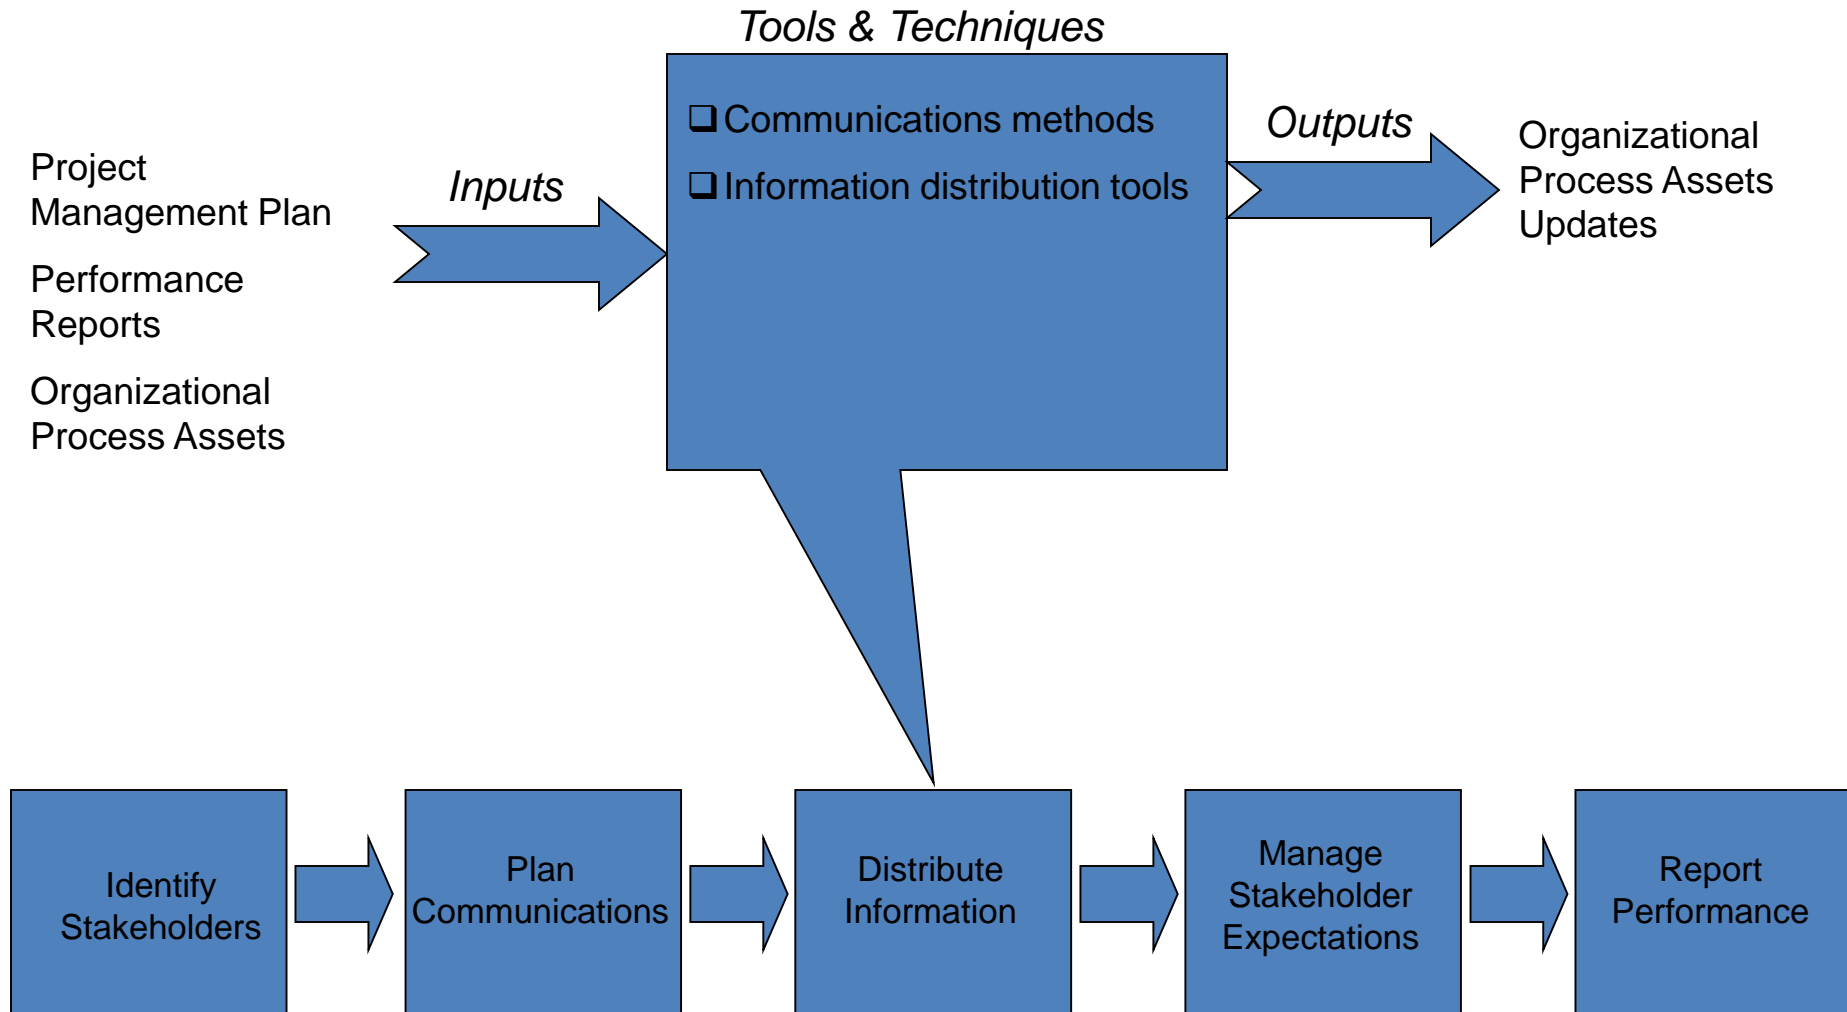 Tools & Techniques
❑ Communications methods
❑ Information distribution tools
Inputs
Outputs
Project
Management Plan
Performance
Reports
Organizational
Process Assets
Organizational
Process Assets
Updates
Identify
Stakeholders
Plan
Communications
Distribute
Information
Manage
Stakeholder
Expectations
Report
Performance